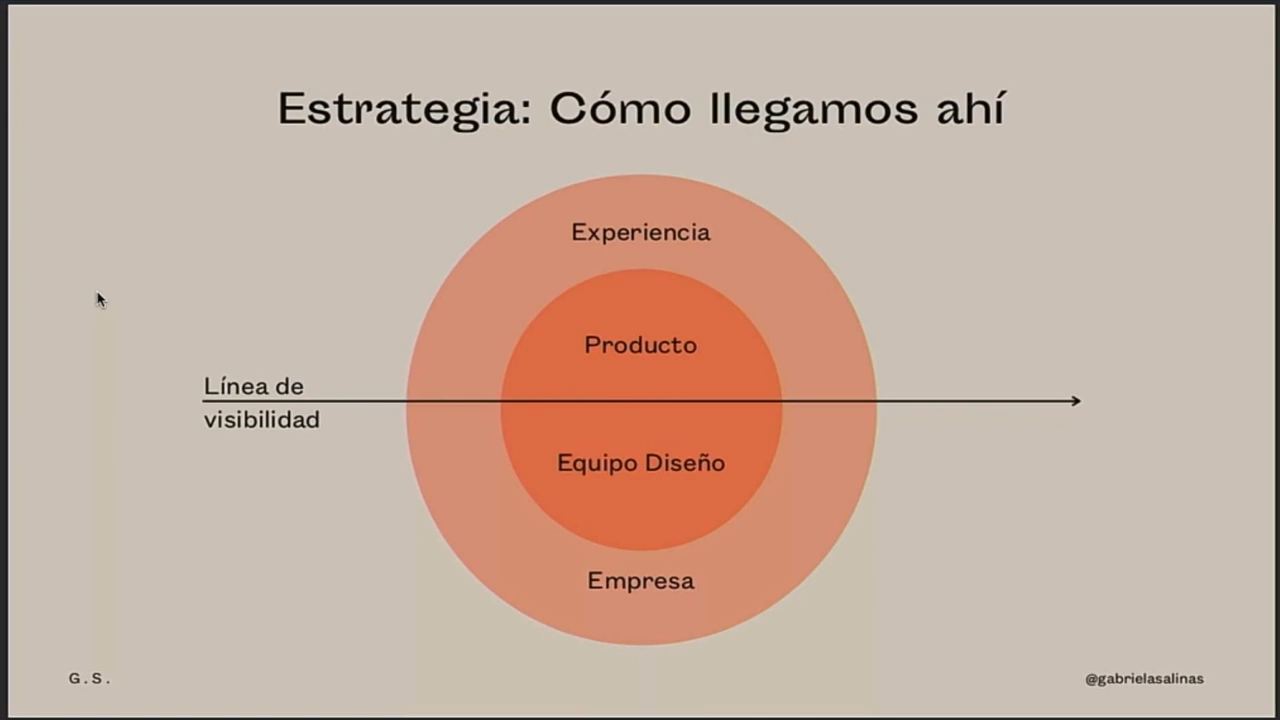 Estrategia: Cómo llegamos ahí
Experiencia
Producto
Línea de
visibilidad
Equipo Diseño
Empresa
G.S.
@gabrielasalinas